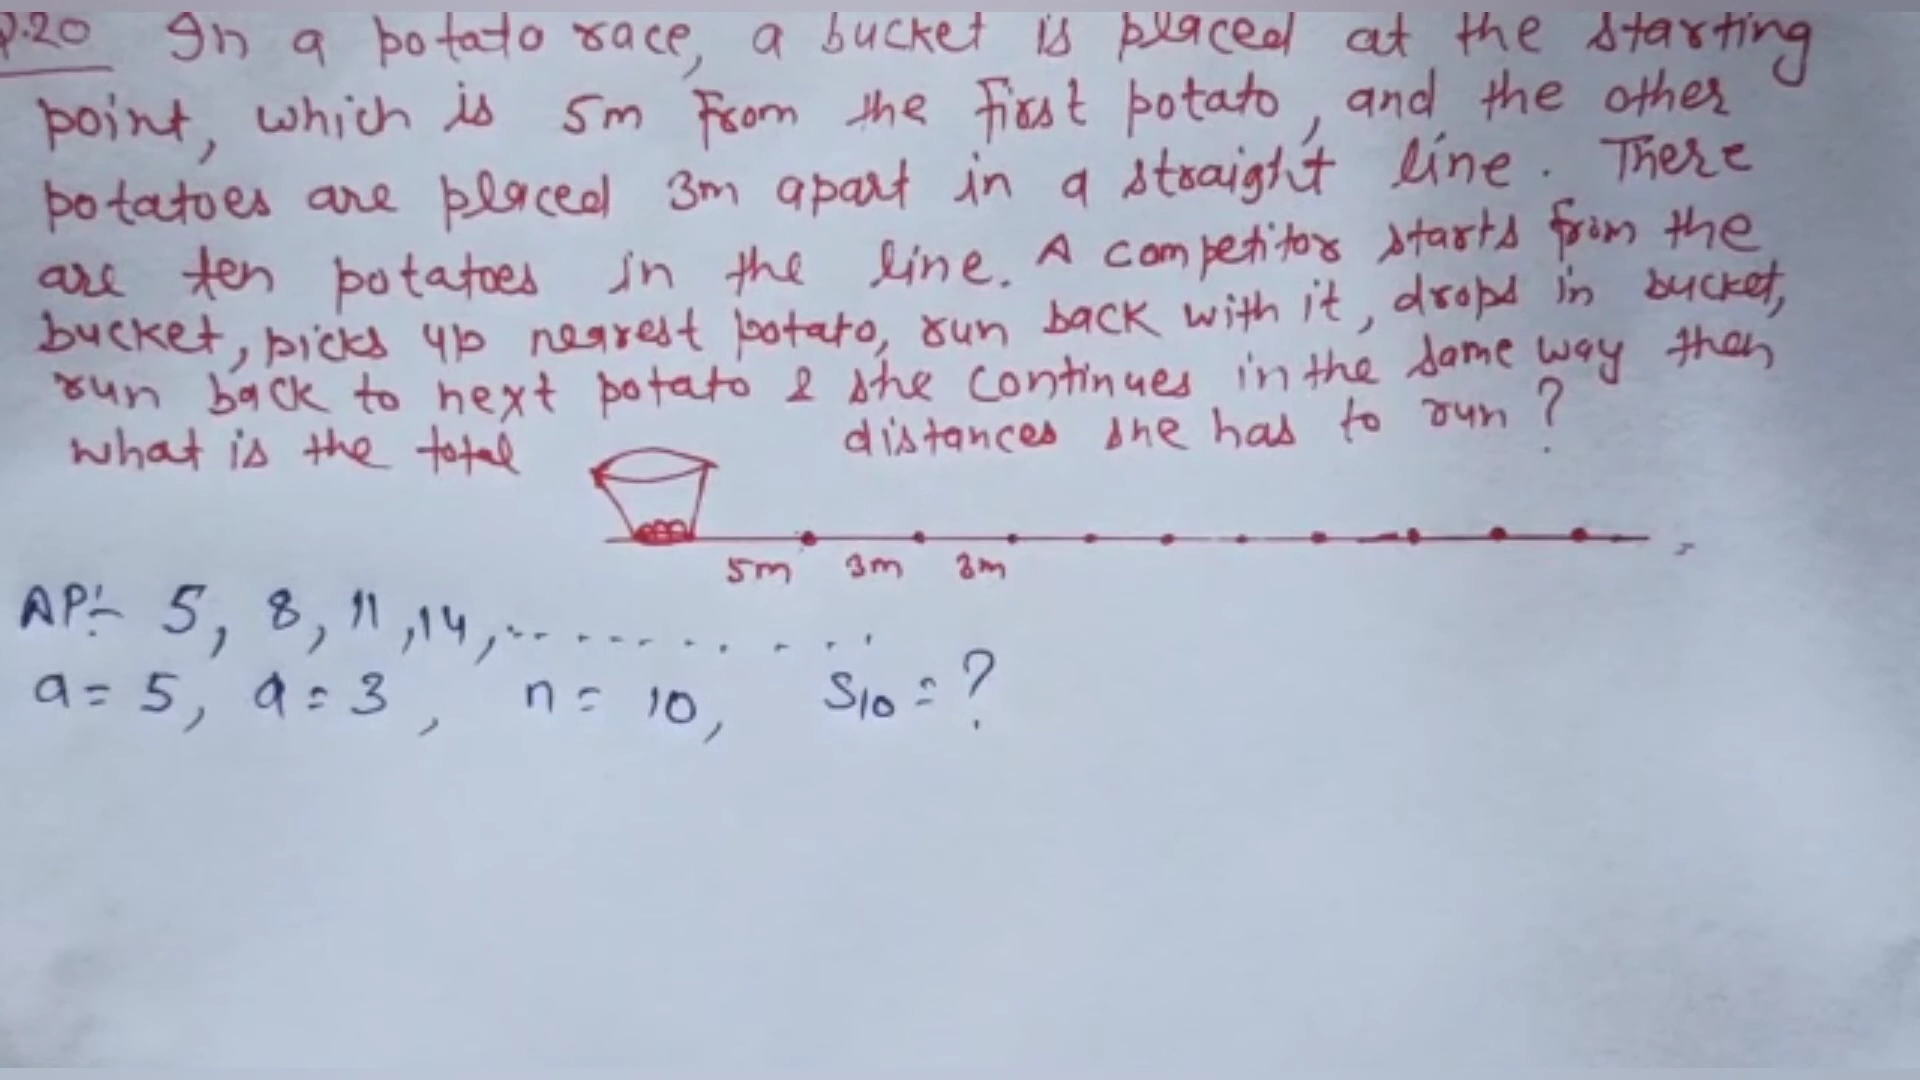 .20 In a potato race, a bucket is placed at the starting
point, which is 5m From the first potato, and the other
potatoes are placed 3m apart in a straight line. There
are ten potatoes in the line. A competitor starts from the
bucket, picks up nearest potato, run back with it, drops in bucket,
run back to next potato & she continues in the same way then
what is the total distances she has to run ?
5m 3m 3m
AP:- 5, 8, 11, 14, ............
a = 5, d = 3, n = 10, S10 = ?